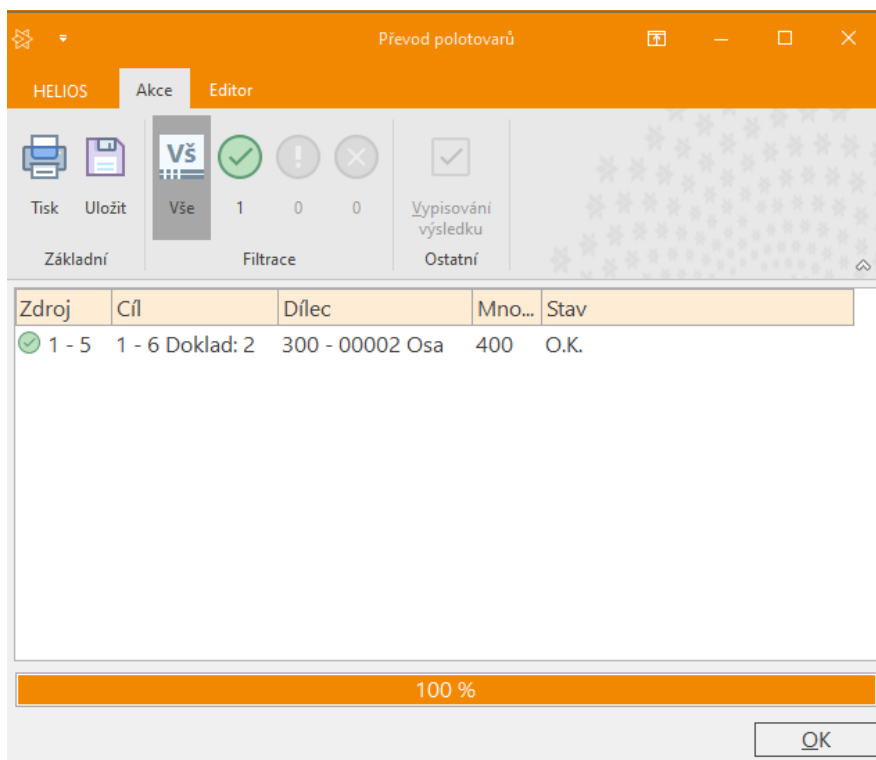 Převod polotovarů
HELIOS Akce Editor
Vš
Tisk Uložit Vše 1 0 0 Vypisování
výsledku
Základní Filtrace Ostatní
Zdroj Cíl Dílec Mno... Stav
1 - 5 1 - 6 Doklad: 2 300 - 00002 Osa 400 O.K.
100 %
OK